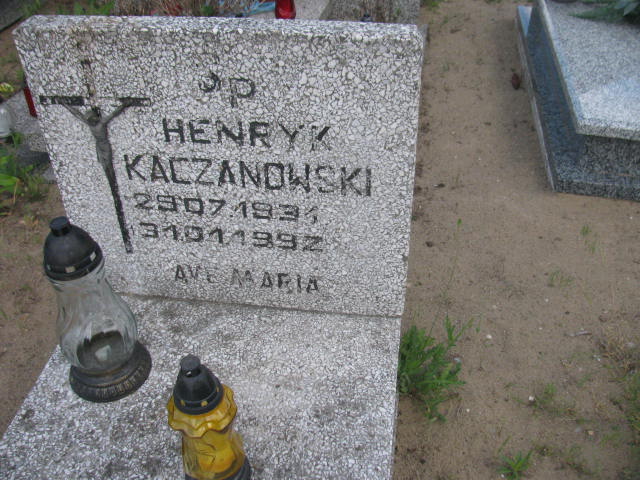 śp
HENRYK
KACZANOWSKI
29.07.1931
31.01.1992
AVE MARIA